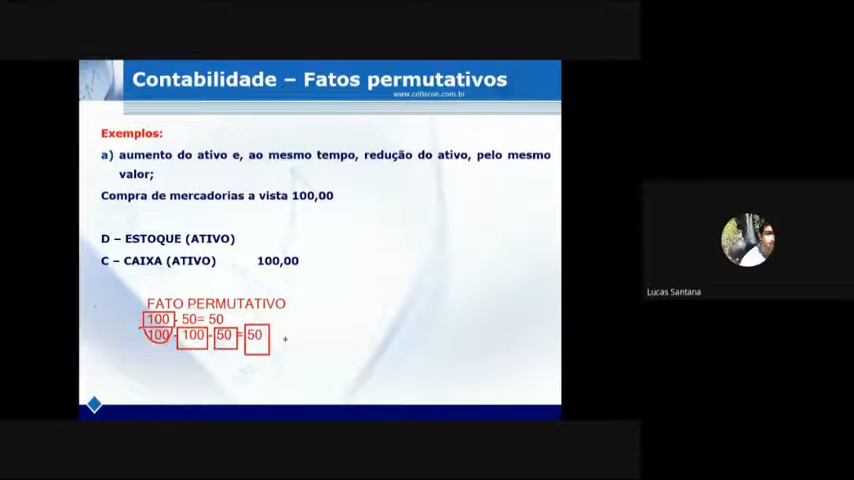 Contabilidade – Fatos permutativos
www.cefiscon.com.br
Exemplos:
a) aumento do ativo e, ao mesmo tempo, redução do ativo, pelo mesmo
valor;
Compra de mercadorias a vista 100,00
D – ESTOQUE (ATIVO)
C – CAIXA (ATIVO) 100,00
FATO PERMUTATIVO
100 - 50= 50
100 - 100 - 50 = 50
Lucas Santana